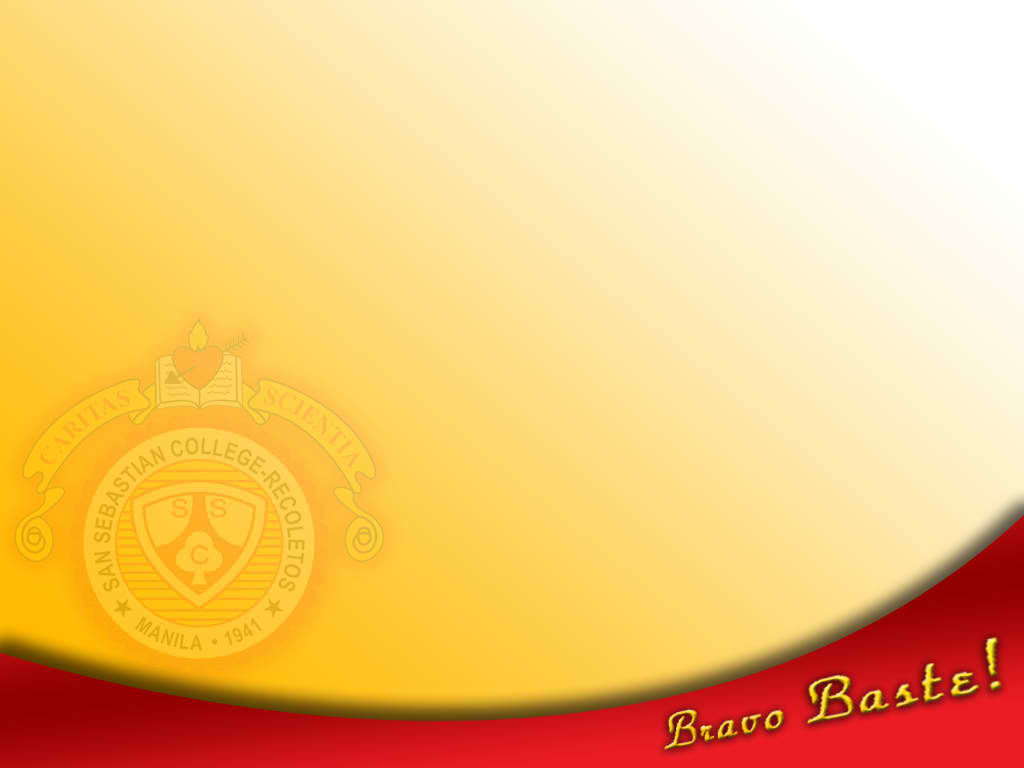 CARITAS SCIENTIA
SAN SEBASTIAN COLLEGE-RECOLETOS
S S
C
★ MANILA • 1941 ★
Bravo Baste!